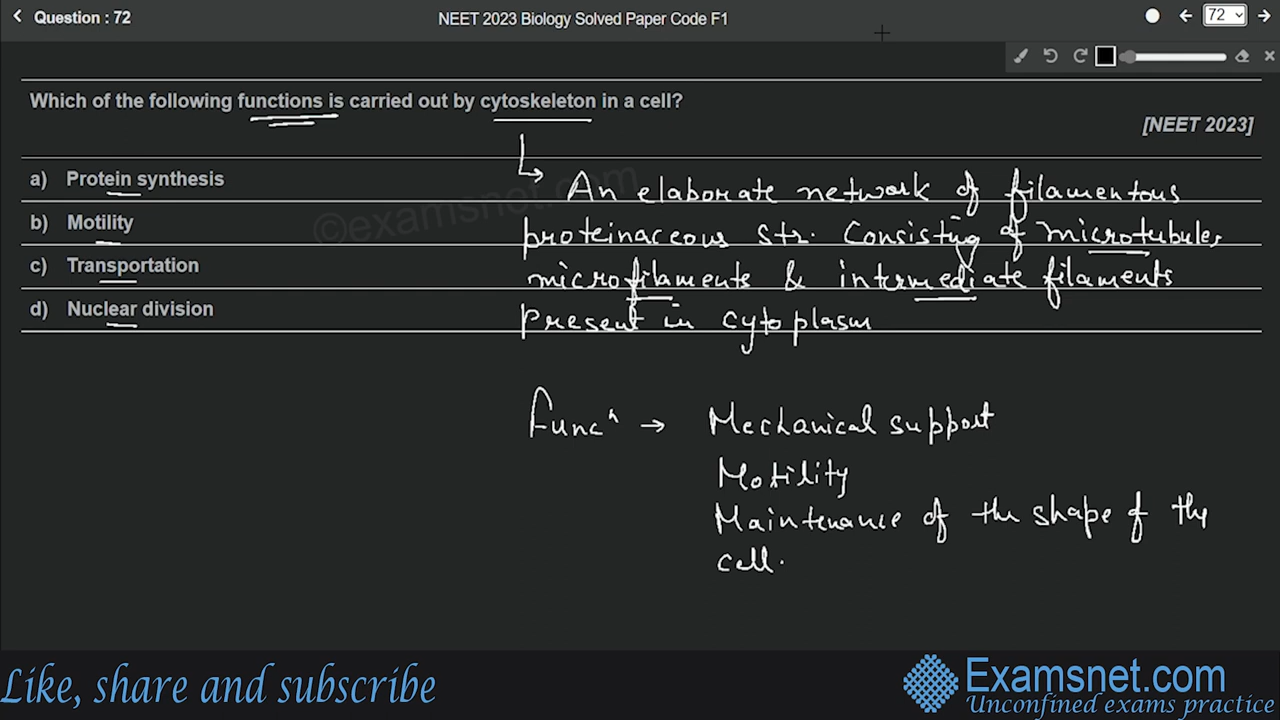 Question : 72
NEET 2023 Biology Solved Paper Code F1
72
Which of the following functions is carried out by cytoskeleton in a cell?
[NEET 2023]
a) Protein synthesis
b) Motility
c) Transportation
d) Nuclear division
©examsnet.com
An elaborate network of filamentous
proteinaceous str. consisting of microtubules
microfilaments & intermediate filaments
Present in cytoplasm
Funcⁿ → Mechanical support
Motility
Maintenance of the shape of the
cell.
Like, share and subscribe
Examsnet.com
Unconfined exams practice